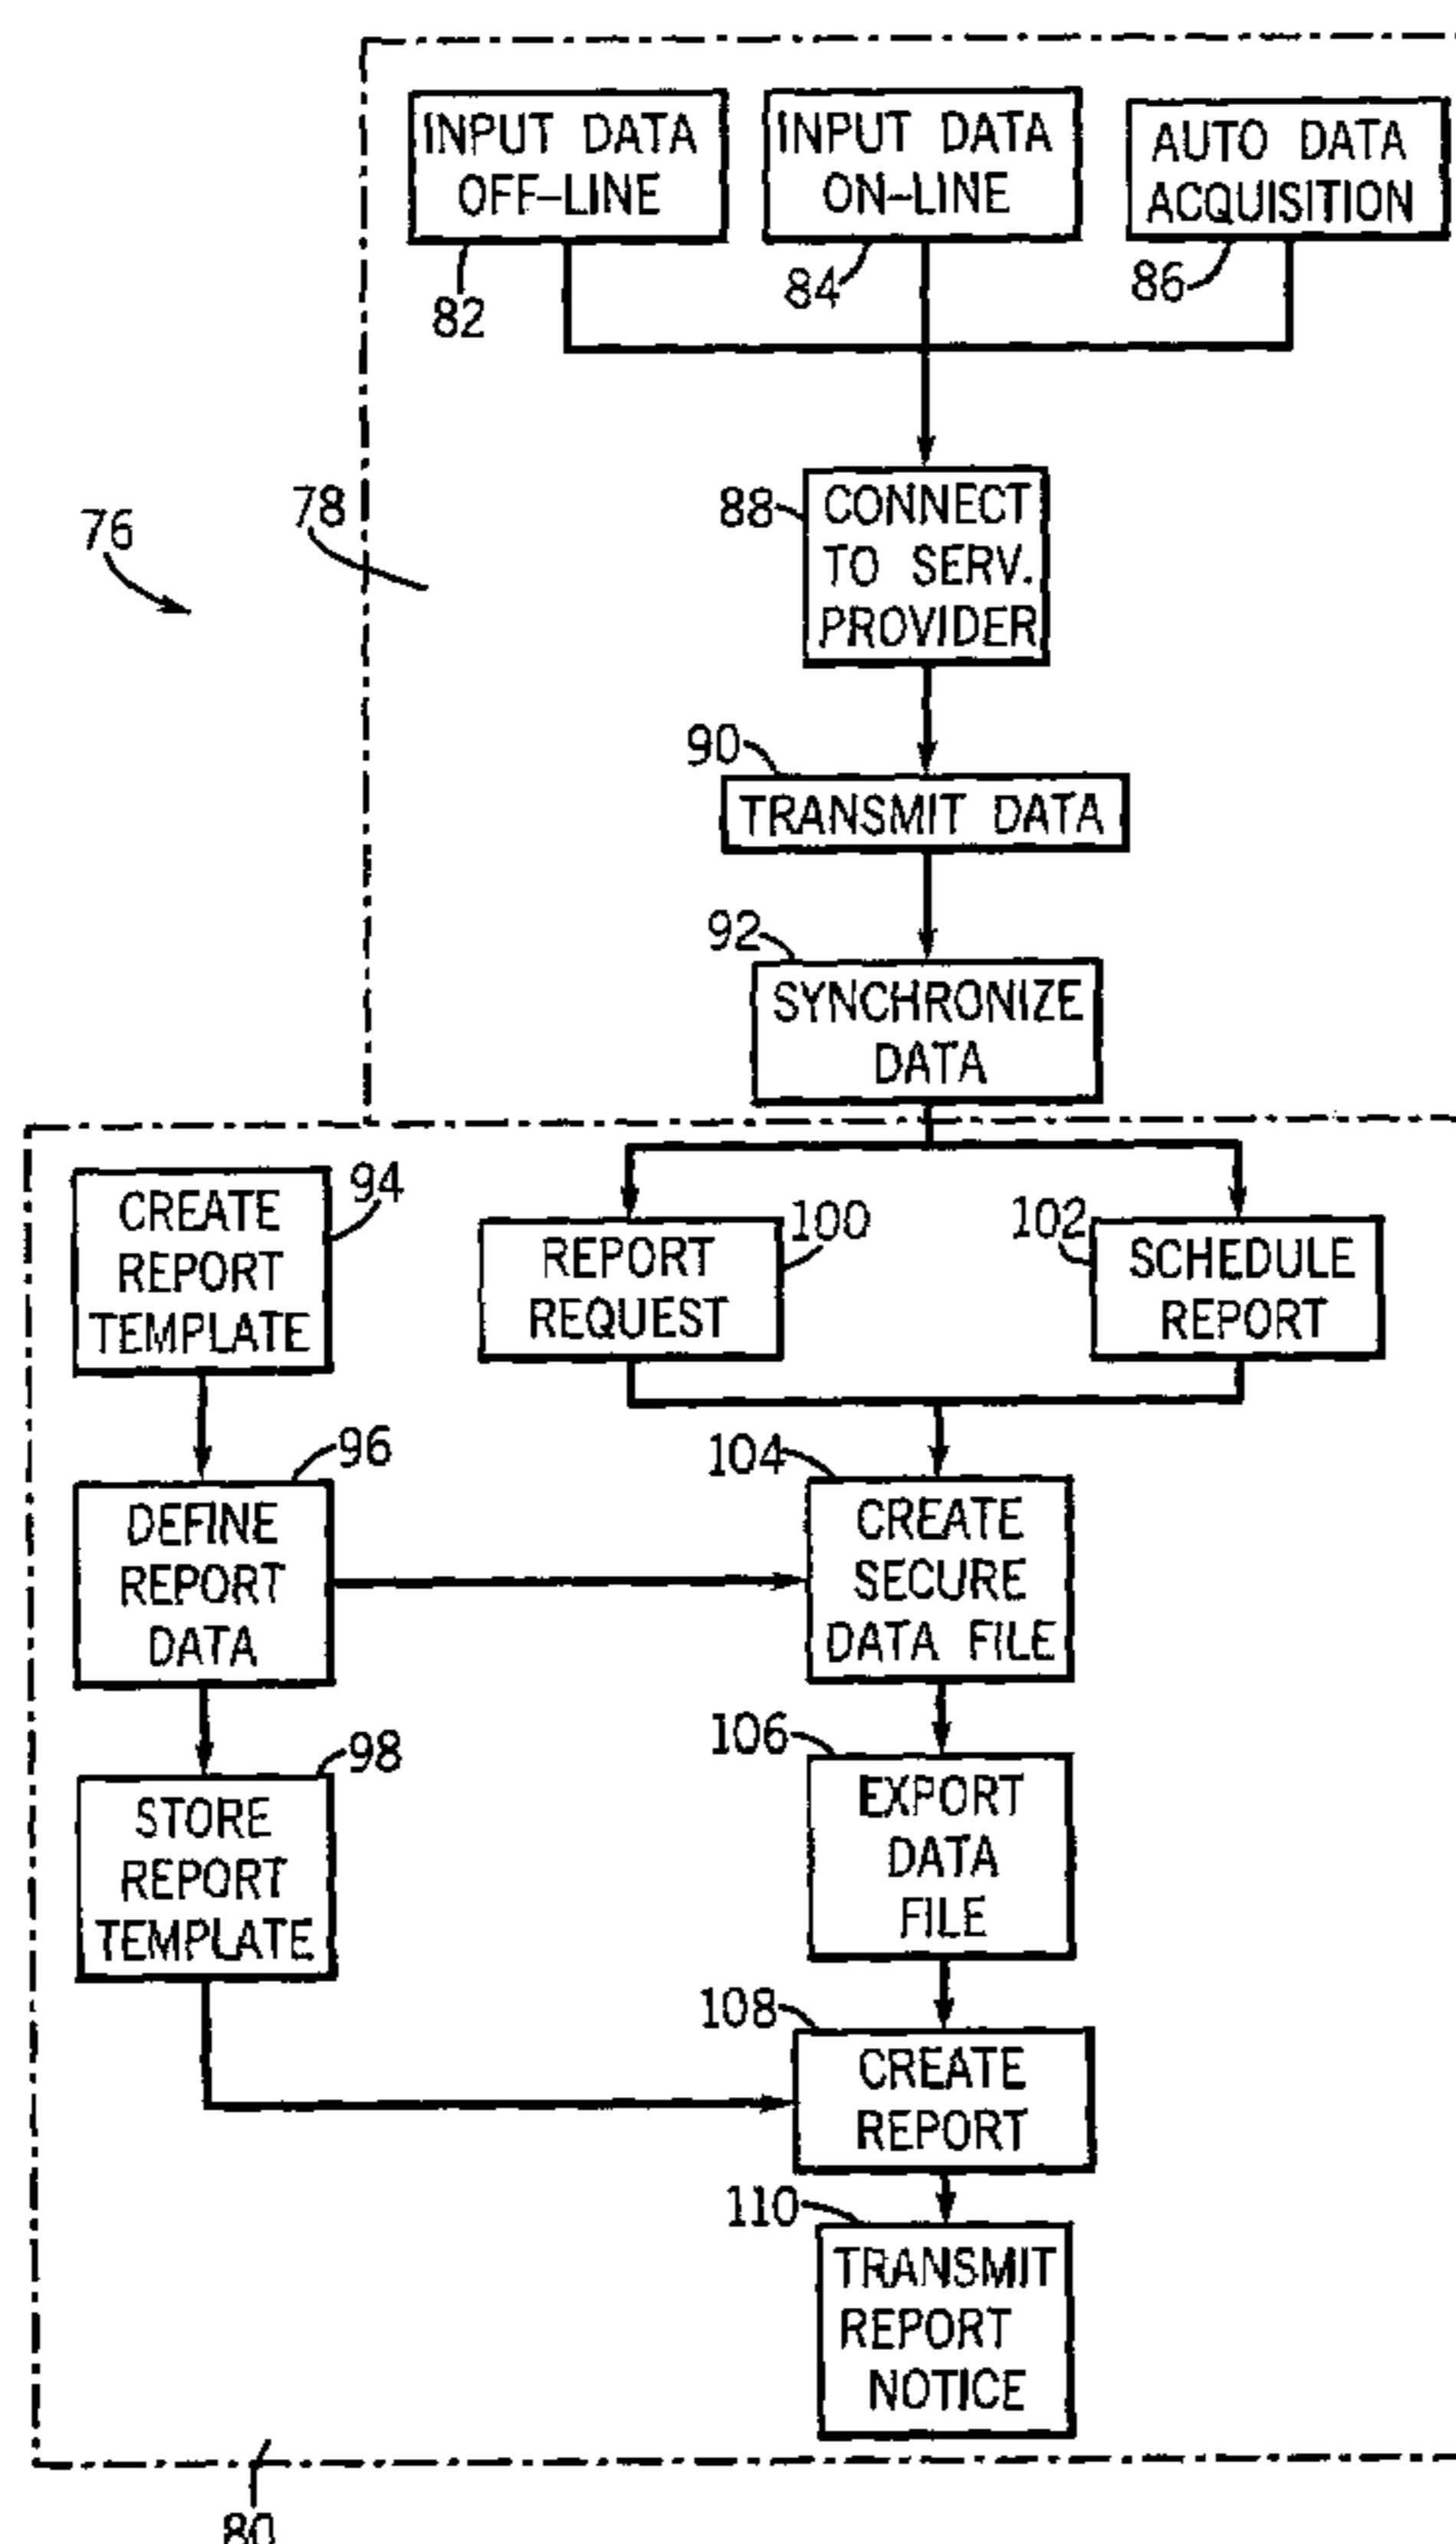 INPUT DATA
OFF-LINE
82
INPUT DATA
ON-LINE
84
AUTO DATA
ACQUISITION
86
76
78
88
CONNECT
TO SERV.
PROVIDER
90
TRANSMIT DATA
92
SYNCHRONIZE
DATA
CREATE
REPORT
TEMPLATE
94
REPORT
REQUEST
100
102
SCHEDULE
REPORT
96
DEFINE
REPORT
DATA
104
CREATE
SECURE
DATA FILE
98
STORE
REPORT
TEMPLATE
106
EXPORT
DATA
FILE
108
CREATE
REPORT
110
TRANSMIT
REPORT
NOTICE
80